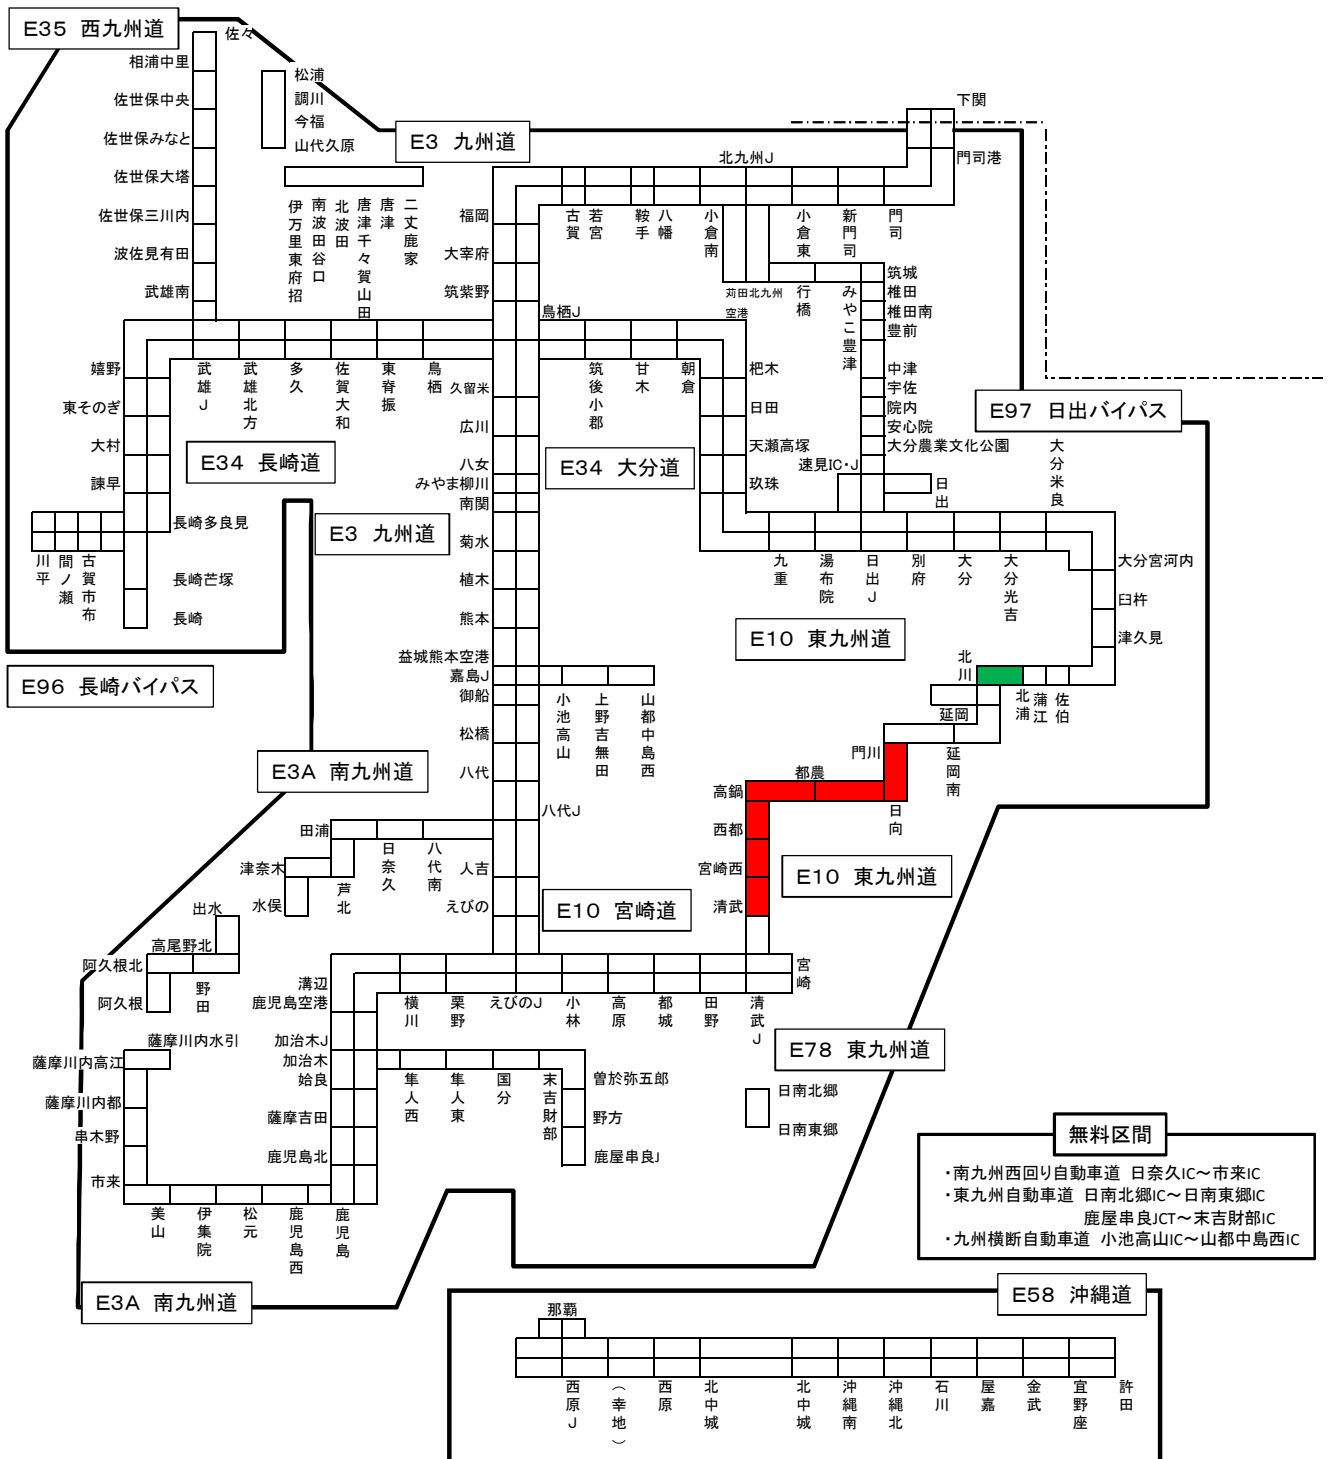 E35 西九州道
佐々
相浦中里
佐世保中央
佐世保みなと
佐世保大塔
佐世保三川内
波佐見有田
武雄南
松浦
調川
今福
山代久原
伊万里東府招
南波田谷口
北波田
唐津千々賀山田
唐津
二丈鹿家
E3 九州道
下関
門司港
北九州J
福岡
大宰府
筑紫野
鳥栖J
古賀
若宮
鞍手
八幡
小倉南
小倉東
新門司
門司
苅田北九州
空港
行橋
みやこ豊津
筑城
椎田
椎田南
豊前
中津
宇佐
院内
安心院
大分農業文化公園
速見IC・J
日出
E97 日出バイパス
嬉野
東そのぎ
大村
諫早
武雄J
武雄北方
多久
佐賀大和
東脊振
鳥栖
久留米
筑後小郡
甘木
朝倉
杷木
日田
天瀬高塚
玖珠
E34 長崎道
E34 大分道
広川
八女
みやま柳川
南関
菊水
植木
熊本
益城熊本空港
嘉島J
御船
松橋
八代
八代J
人吉
えびの
E3 九州道
長崎多良見
川平
間ノ瀬
古賀市布
長崎芒塚
長崎
E96 長崎バイパス
大分米良
九重
湯布院
日出J
別府
大分
大分光吉
大分宮河内
臼杵
津久見
E10 東九州道
北川
北浦
蒲江
佐伯
延岡
延岡南
門川
日向
都農
高鍋
西都
宮崎西
清武
E10 東九州道
小池高山
上野吉無田
山都中島西
E3A 南九州道
田浦
津奈木
水俣
芦北
日奈久
八代南
E10 宮崎道
出水
高尾野北
阿久根北
阿久根
野田
溝辺
鹿児島空港
横川
栗野
えびのJ
小林
高原
都城
田野
清武J
宮崎
薩摩川内水引
薩摩川内高江
薩摩川内都
串木野
市来
加治木J
加治木
姶良
薩摩吉田
鹿児島北
隼人西
隼人東
国分
末吉財部
曽於弥五郎
野方
鹿屋串良J
E78 東九州道
日南北郷
日南東郷
美山
伊集院
松元
鹿児島西
鹿児島
E3A 南九州道
無料区間
・南九州西回り自動車道 日奈久IC～市来IC
・東九州自動車道 日南北郷IC～日南東郷IC
鹿屋串良JCT～末吉財部IC
・九州横断自動車道 小池高山IC～山都中島西IC
E58 沖縄道
那覇
西原J
（幸地）
西原
北中城
北中城
沖縄南
沖縄北
石川
屋嘉
金武
宜野座
許田